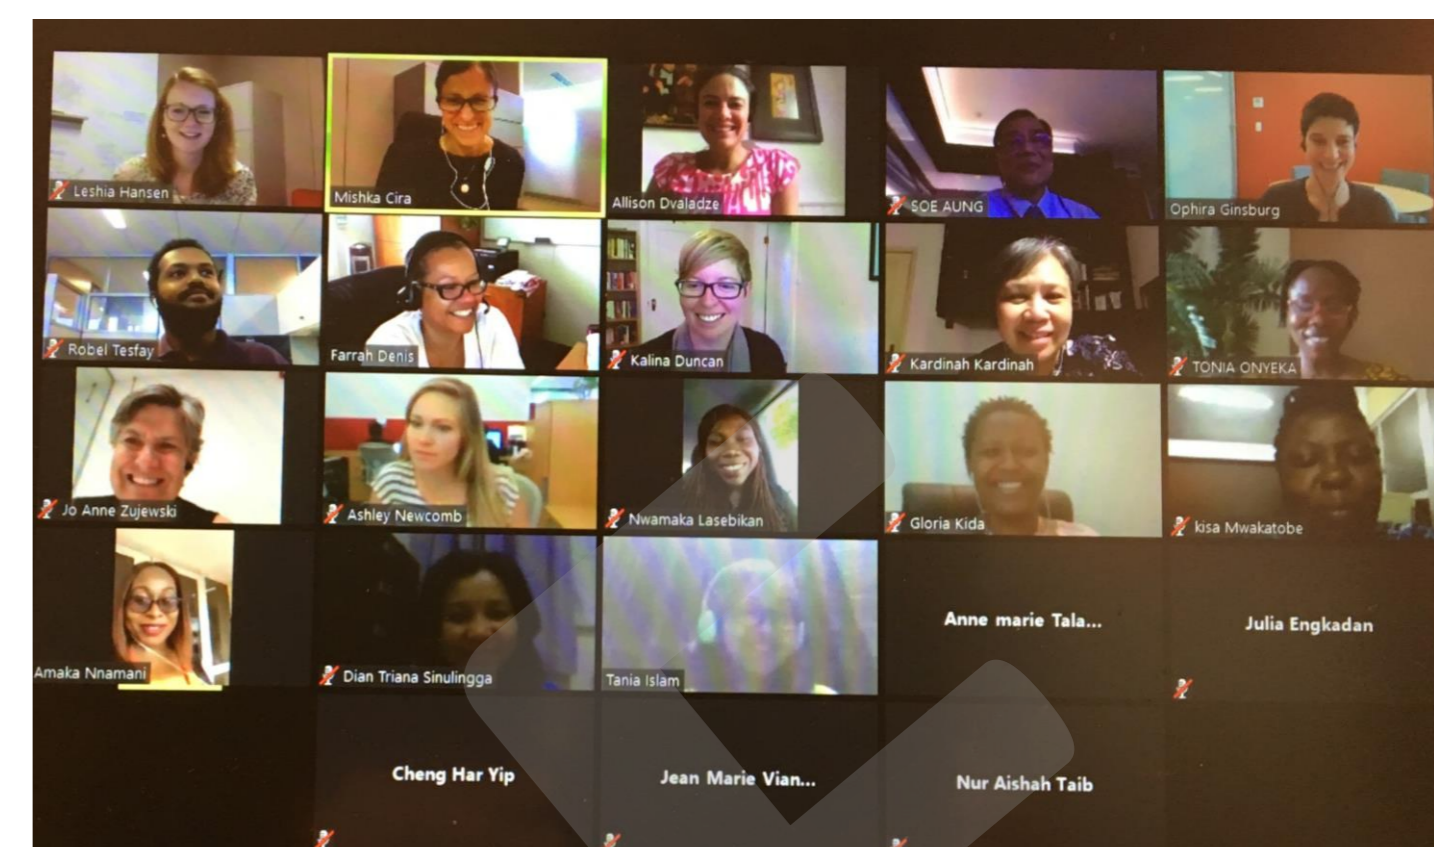 Leshia Hansen
Mishka Cira
Allison Dvaladze
SOE AUNG
Ophira Ginsburg
Robel Tesfay
Farrah Denis
Kalina Duncan
Kardinah Kardinah
TONIA ONYEKA
Jo Anne Zujewski
Ashley Newcomb
Nwamaka Lasebikan
Gloria Kida
kisa Mwakatobe
Amaka Nnamani
Dian Triana Sinulingga
Tania Islam
Anne marie Tala...
Julia Engkadan
Cheng Har Yip
Jean Marie Vian...
Nur Aishah Taib